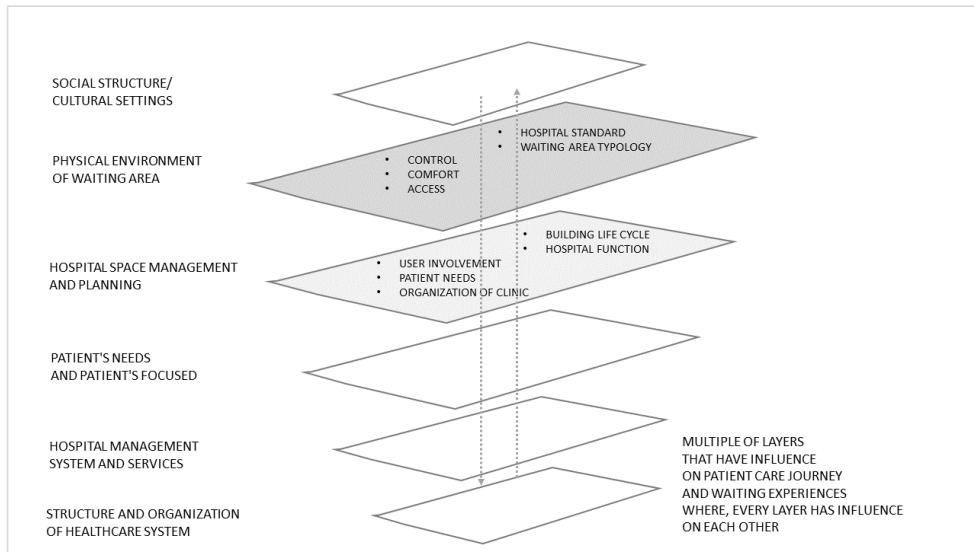 SOCIAL STRUCTURE/
CULTURAL SETTINGS
PHYSICAL ENVIRONMENT
OF WAITING AREA
• HOSPITAL STANDARD
• WAITING AREA TYPOLOGY
• CONTROL
• COMFORT
• ACCESS
HOSPITAL SPACE MANAGEMENT
AND PLANNING
• BUILDING LIFE CYCLE
• HOSPITAL FUNCTION
• USER INVOLVEMENT
• PATIENT NEEDS
• ORGANIZATION OF CLINIC
PATIENT'S NEEDS
AND PATIENT'S FOCUSED
HOSPITAL MANAGEMENT
SYSTEM AND SERVICES
STRUCTURE AND ORGANIZATION
OF HEALTHCARE SYSTEM
MULTIPLE OF LAYERS
THAT HAVE INFLUENCE
ON PATIENT CARE JOURNEY
AND WAITING EXPERIENCES
WHERE, EVERY LAYER HAS INFLUENCE
ON EACH OTHER